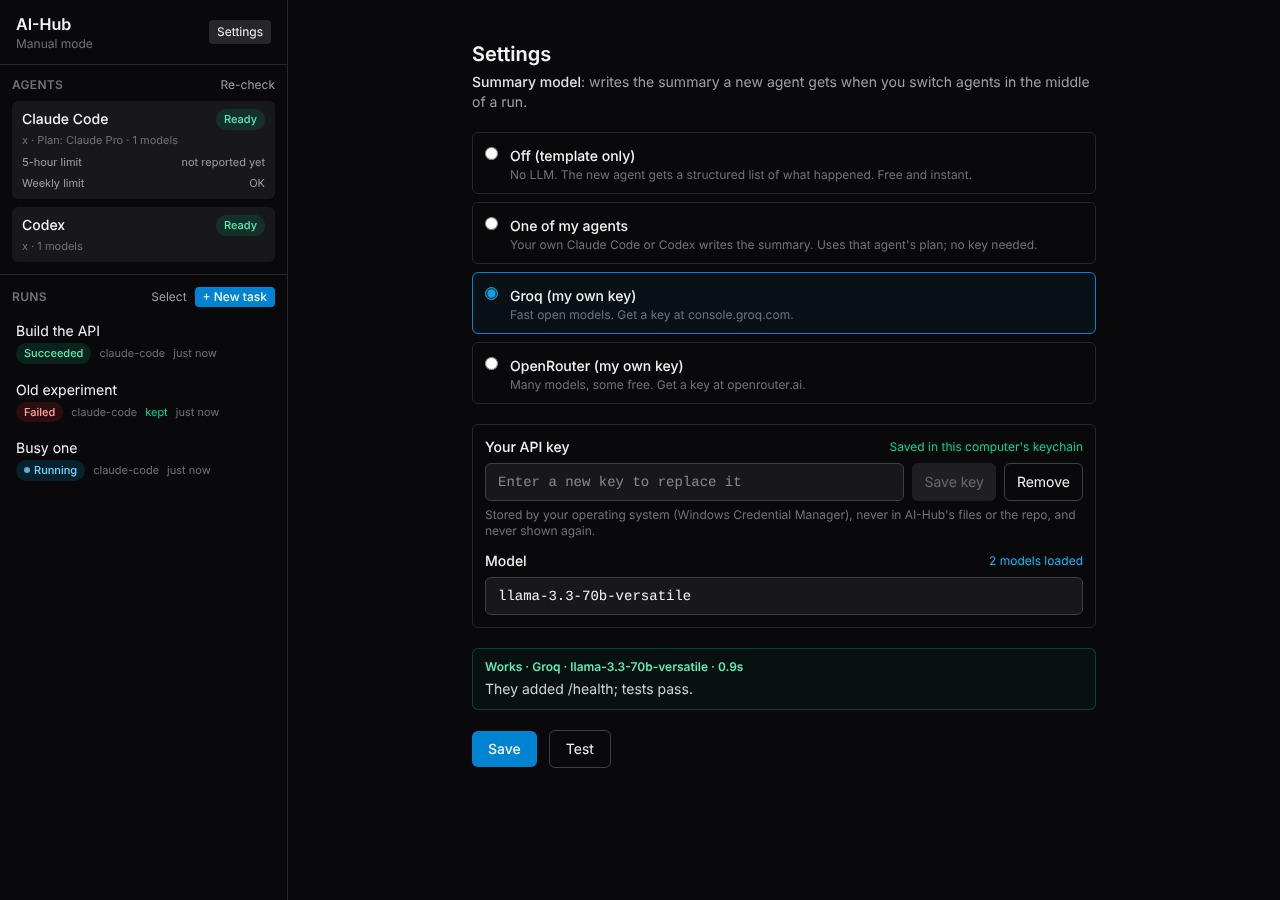 AI-Hub
Manual mode
Settings
AGENTS
Re-check
Claude Code
Ready
x · Plan: Claude Pro · 1 models
5-hour limit
not reported yet
Weekly limit
OK
Codex
Ready
x · 1 models
RUNS
Select
+ New task
Build the API
Succeeded claude-code just now
Old experiment
Failed claude-code kept just now
Busy one
Running claude-code just now
Settings
Summary model: writes the summary a new agent gets when you switch agents in the middle
of a run.
Off (template only)
No LLM. The new agent gets a structured list of what happened. Free and instant.
One of my agents
Your own Claude Code or Codex writes the summary. Uses that agent's plan; no key needed.
Groq (my own key)
Fast open models. Get a key at console.groq.com.
OpenRouter (my own key)
Many models, some free. Get a key at openrouter.ai.
Your API key
Saved in this computer's keychain
Enter a new key to replace it
Save key
Remove
Stored by your operating system (Windows Credential Manager), never in AI-Hub's files or the repo, and
never shown again.
Model
2 models loaded
llama-3.3-70b-versatile
Works · Groq · llama-3.3-70b-versatile · 0.9s
They added /health; tests pass.
Save
Test